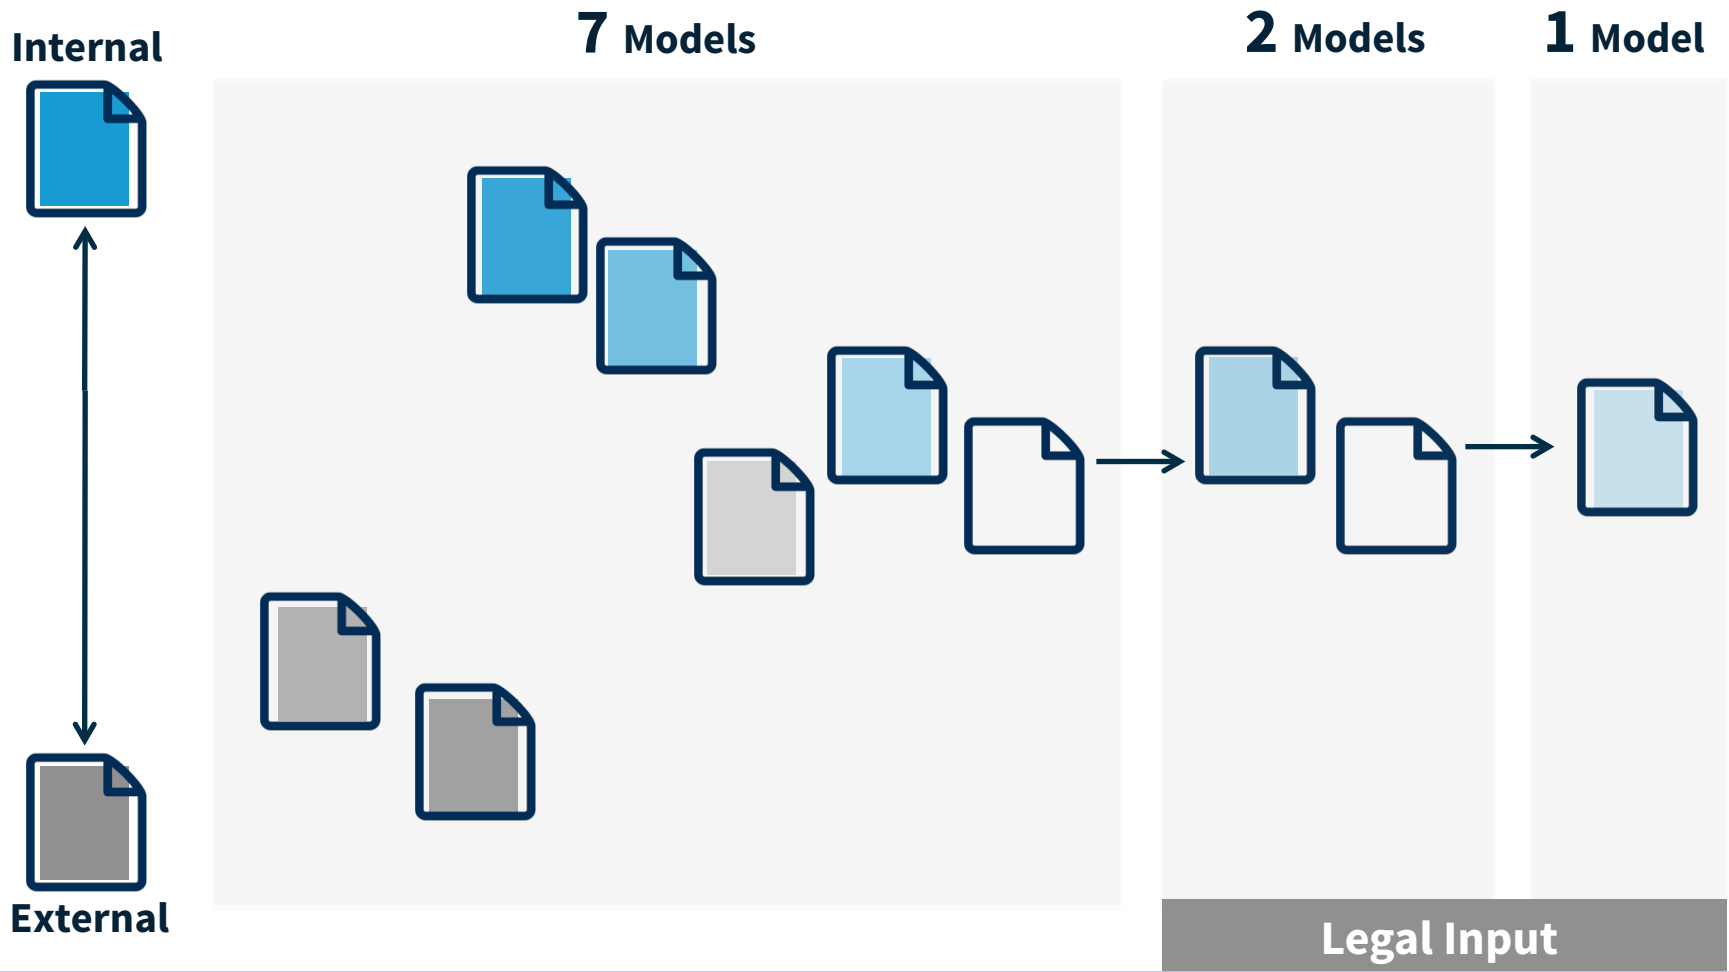 Internal
7 Models
2 Models
1 Model
External
Legal Input